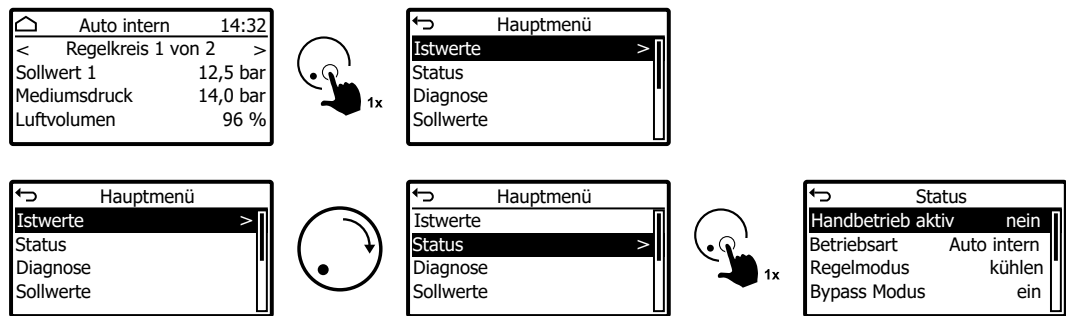 Auto intern 14:32
< Regelkreis 1 von 2 >
Sollwert 1 12,5 bar
Mediumsdruck 14,0 bar
Luftvolumen 96 %
1x
Hauptmenü
Istwerte >
Status
Diagnose
Sollwerte
Hauptmenü
Istwerte >
Status
Diagnose
Sollwerte
Hauptmenü
Istwerte
Status >
Diagnose
Sollwerte
1x
Status
Handbetrieb aktiv nein
Betriebsart Auto intern
Regelmodus kühlen
Bypass Modus ein